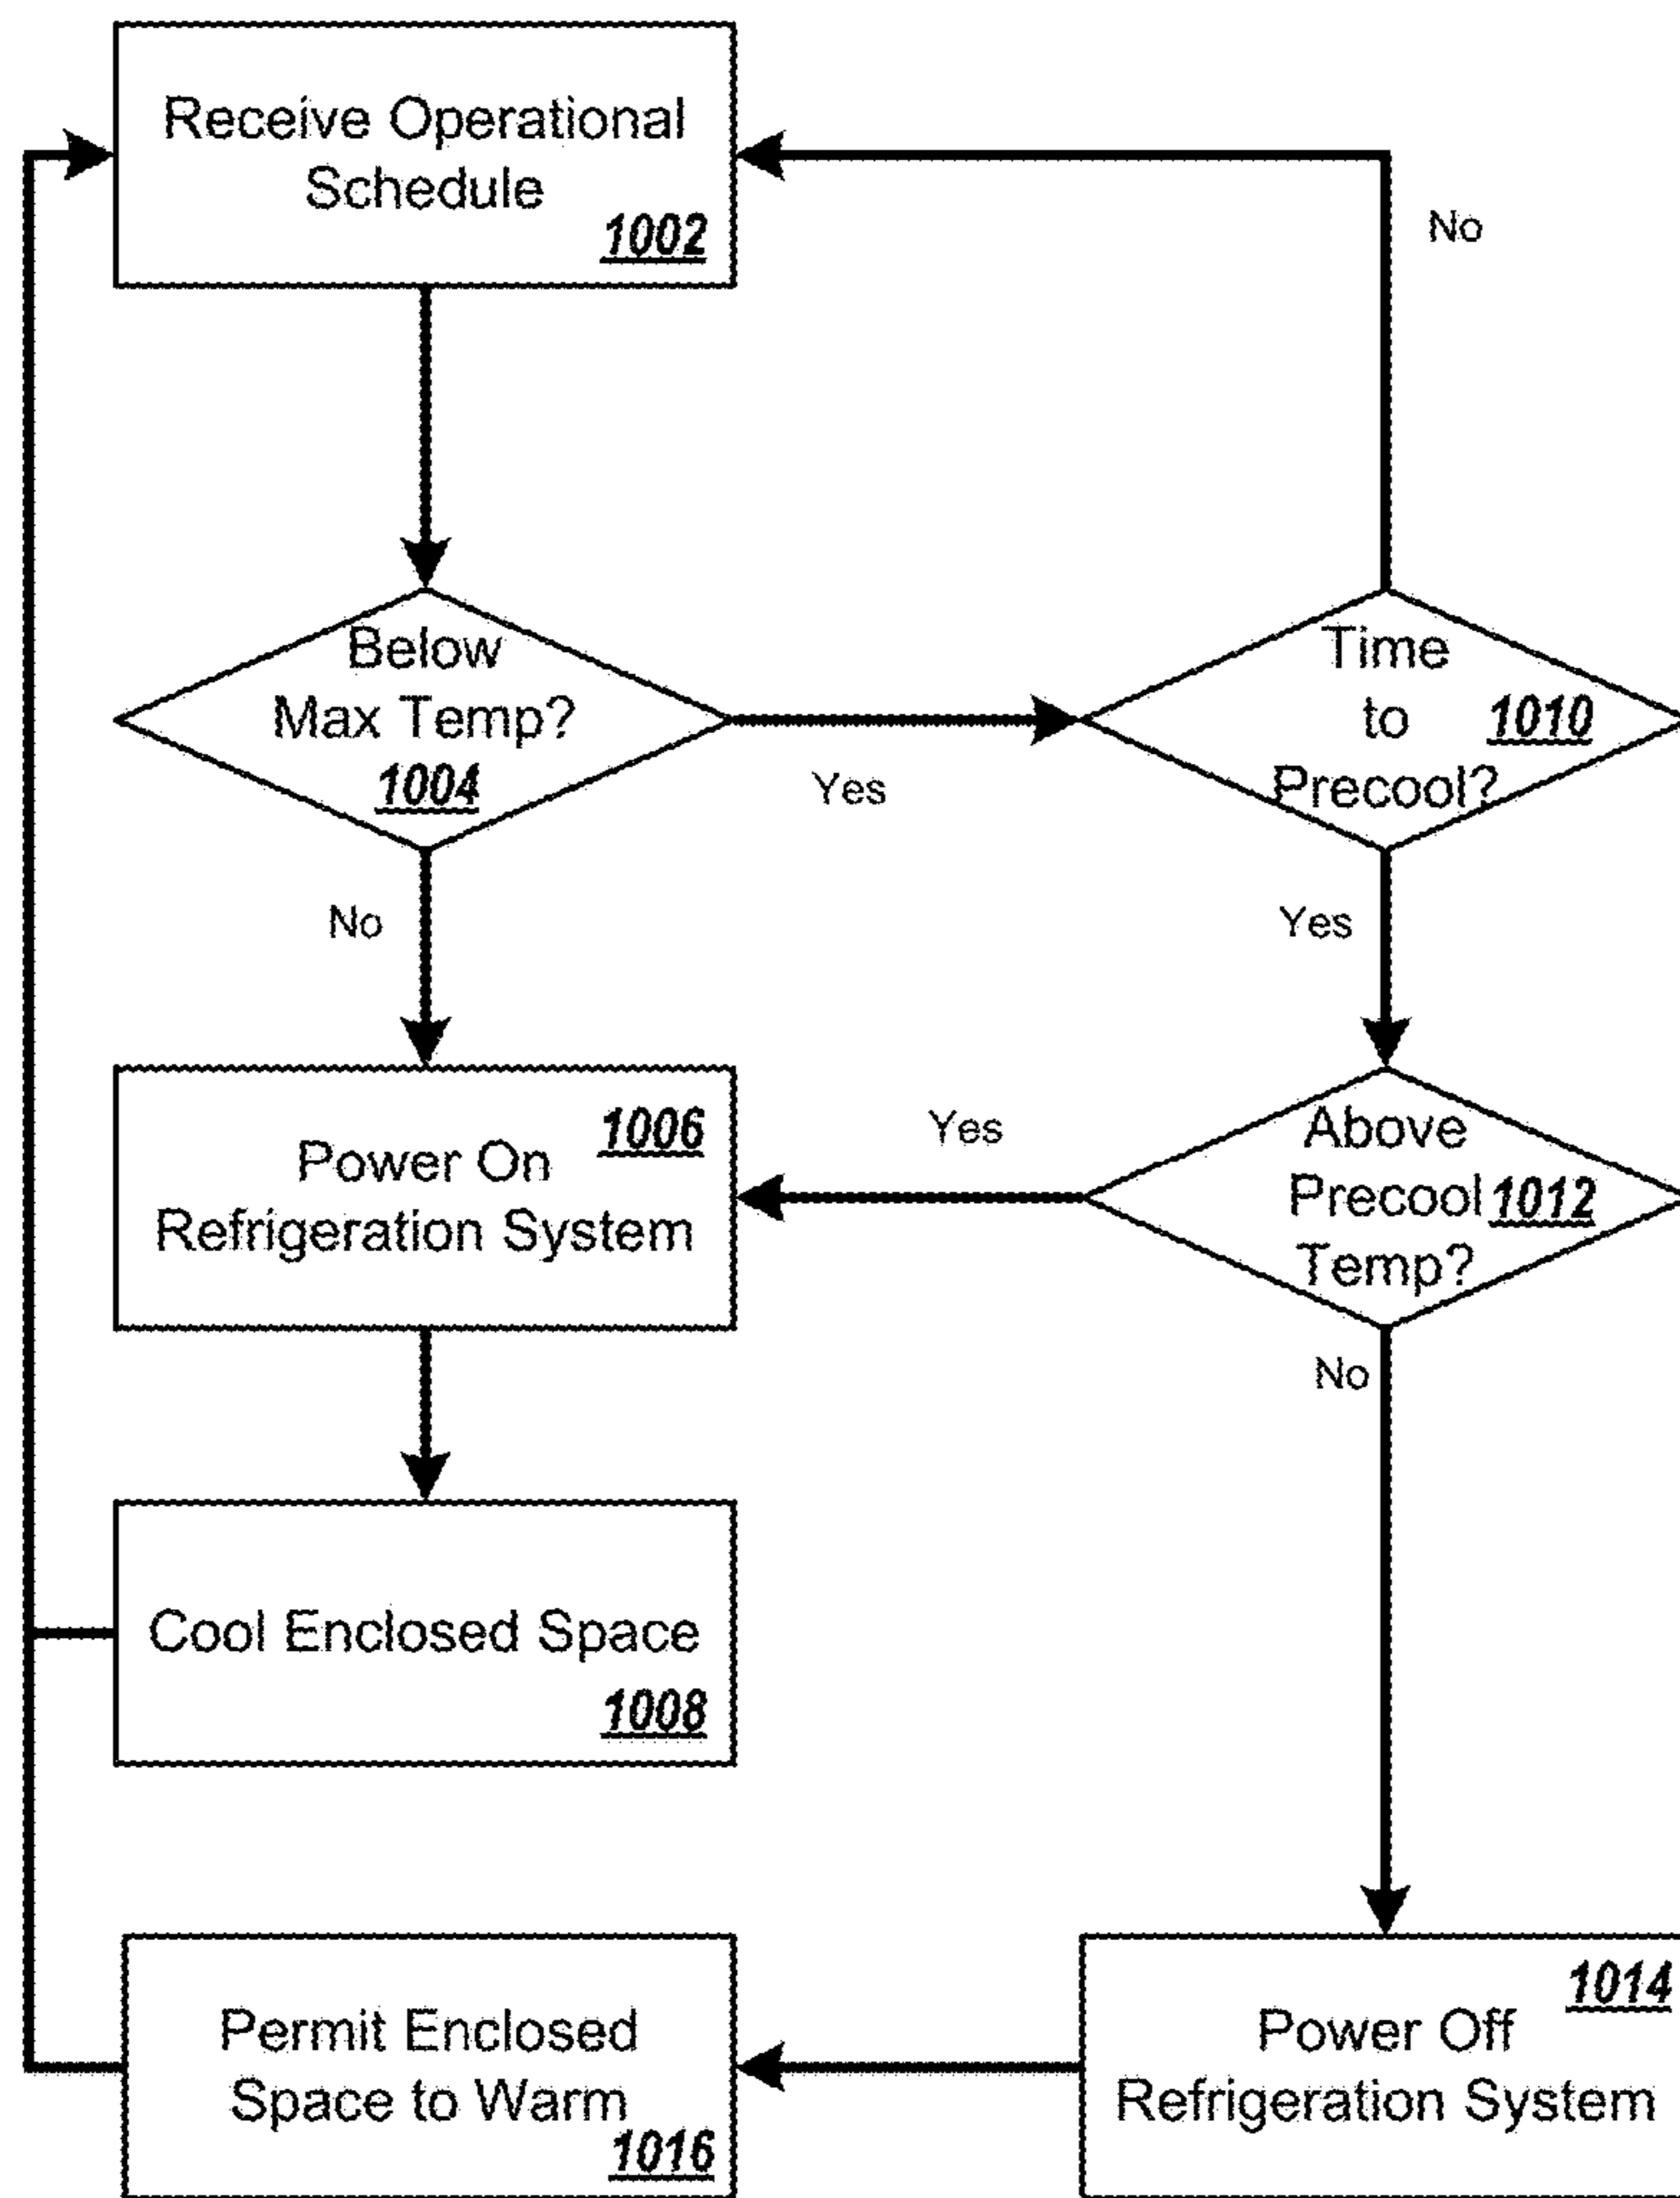 Receive Operational
Schedule
1002
No
Below
Max Temp?
1004
Yes
Time
to
1010
Precool?
No
Yes
1006
Power On
Refrigeration System
Yes
Above
Precool
1012
Temp?
No
Cool Enclosed Space
1008
Permit Enclosed
Space to Warm
1016
1014
Power Off
Refrigeration System